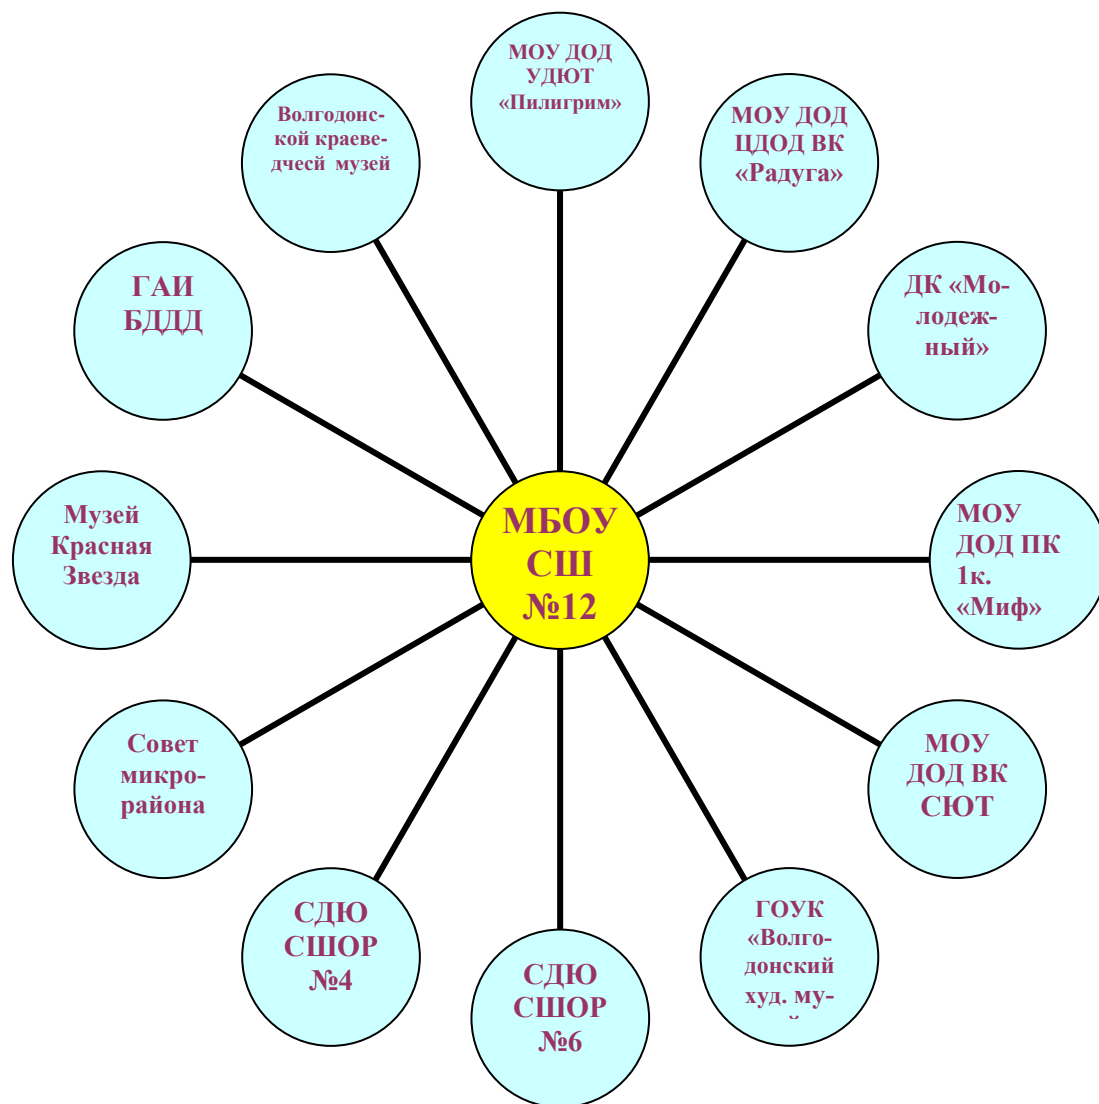 МОУ ДОД
УДЮТ
«Пилигрим»
МОУ ДОД
ЦДОД ВК
«Радуга»
ДК «Мо-
лодеж-
ный»
МОУ
ДОД ПК
1к.
«Миф»
МОУ
ДОД ВК
СЮТ
ГОУК
«Волго-
донский
худ. му-
СДЮ
СШОР
№6
СДЮ
СШОР
№4
Совет
микро-
района
Музей
Красная
Звезда
ГАИ
БДДД
Волгодонс-
кой краеве-
дчесй музей
МБОУ
СШ
№12